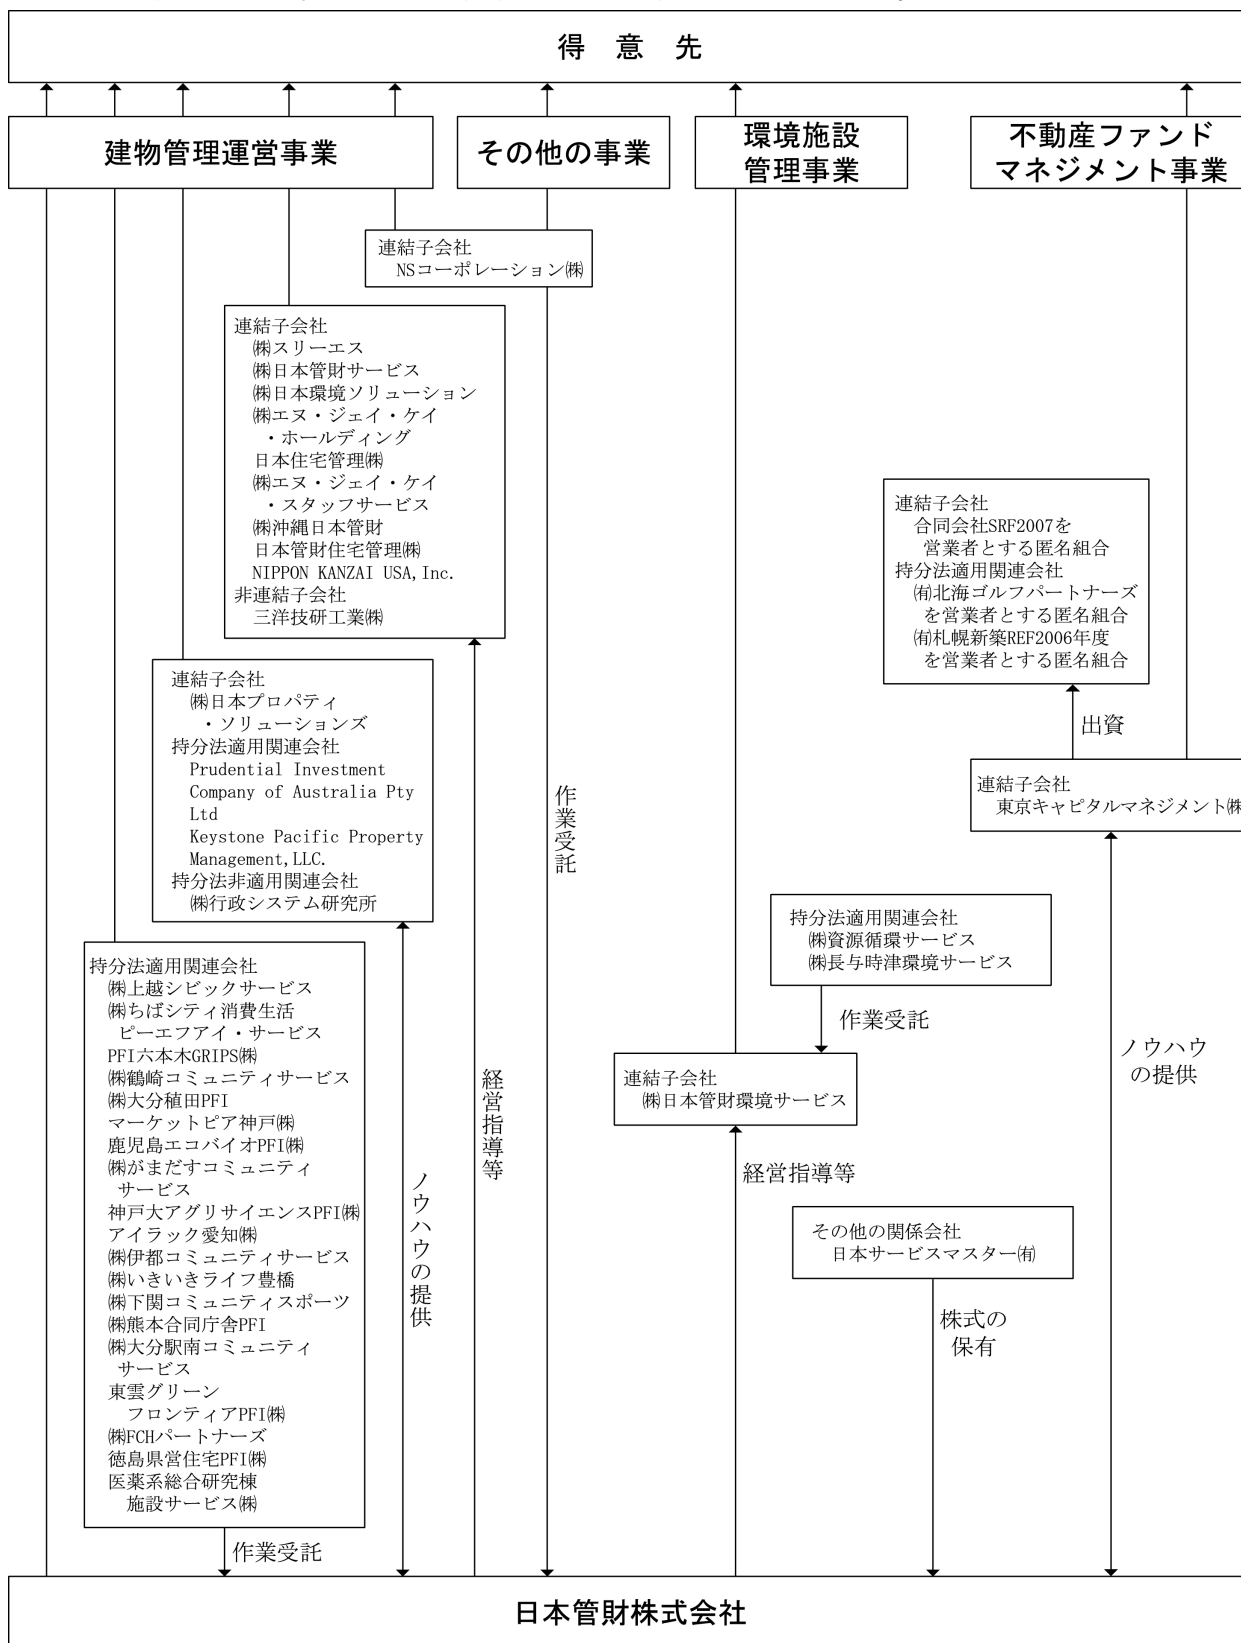 得 意 先
建物管理運営事業
その他の事業
環境施設
管理事業
不動産ファンド
マネジメント事業
連結子会社
NSコーポレーション㈱
連結子会社
㈱スリーエス
㈱日本管財サービス
㈱日本環境ソリューション
㈱エヌ・ジェイ・ケイ
・ホールディング
日本住宅管理㈱
㈱エヌ・ジェイ・ケイ
・スタッフサービス
㈱沖縄日本管財
日本管財住宅管理㈱
NIPPON KANZAI USA,Inc.
非連結子会社
三洋技研工業㈱
連結子会社
合同会社SRF2007を
営業者とする匿名組合
持分法適用関連会社
㈲北海ゴルフパートナーズ
を営業者とする匿名組合
㈲札幌新築REF2006年度
を営業者とする匿名組合
出資
連結子会社
東京キャピタルマネジメント㈱
連結子会社
㈱日本プロパティ
・ソリューションズ
持分法適用関連会社
Prudential Investment
Company of Australia Pty
Ltd
Keystone Pacific Property
Management,LLC.
持分法非適用関連会社
㈱行政システム研究所
作業受託
持分法適用関連会社
㈱資源循環サービス
㈱長与時津環境サービス
作業受託
連結子会社
㈱日本管財環境サービス
経営指導等
ノウハウ
の提供
持分法適用関連会社
㈱上越シビックサービス
㈱ちばシティ消費生活
ピーエフアイ・サービス
PFI六本木GRIPS㈱
㈱鶴崎コミュニティサービス
㈱大分稙田PFI
マーケットピア神戸㈱
鹿児島エコバイオPFI㈱
㈱がまだすコミュニティ
サービス
神戸大アグリサイエンスPFI㈱
アイラック愛知㈱
㈱伊都コミュニティサービス
㈱いきいきライフ豊橋
㈱下関コミュニティスポーツ
㈱熊本合同庁舎PFI
㈱大分駅南コミュニティ
サービス
東雲グリーン
フロンティアPFI㈱
㈱FCHパートナーズ
徳島県営住宅PFI㈱
医薬系総合研究棟
施設サービス㈱
作業受託
ノウハウの提供
経営指導等
その他の関係会社
日本サービスマスター㈲
株式の
保有
日本管財株式会社